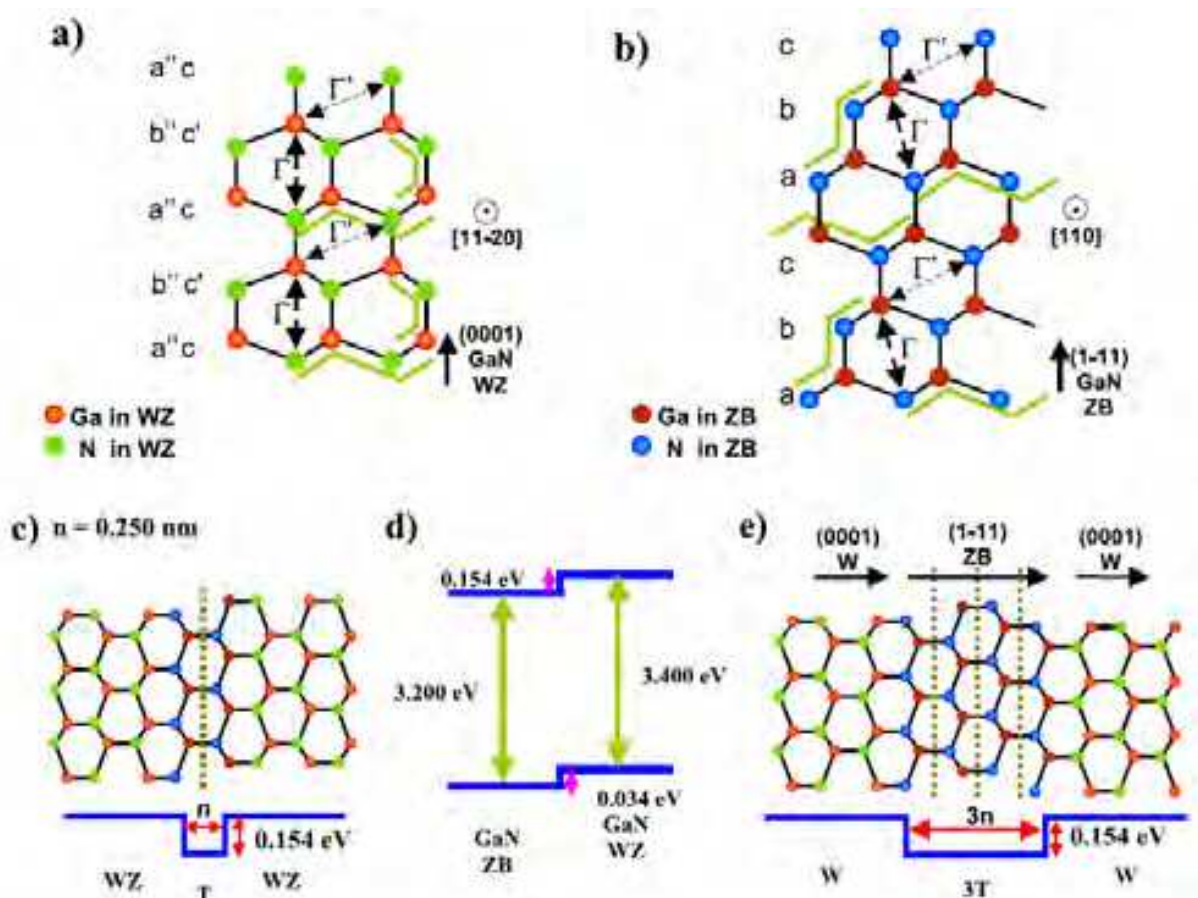 a)
a'' c
b'' c'
a'' c
b'' c'
a'' c
Γ'
Γ
Γ'
Γ
[11-20]
(0001)
GaN
WZ
Ga in WZ
N in WZ
b)
c
b
a
c
b
a
Γ'
Γ
Γ'
Γ
[110]
(1-11)
GaN
ZB
Ga in ZB
N in ZB
c) n = 0.250 nm
n
0.154 eV
WZ
T
WZ
d)
0.154 eV
3.200 eV
3.400 eV
0.034 eV
GaN
ZB
GaN
WZ
e)
(0001)
W
(1-11)
ZB
(0001)
W
3n
0.154 eV
W
3T
W